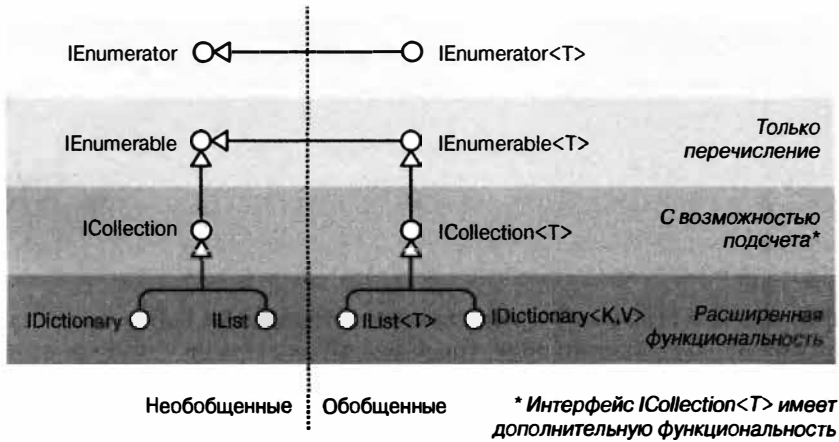 IEnumerator
IEnumerator<T>
IEnumerable
IEnumerable<T>
Только
перечисление
ICollection
ICollection<T>
С возможностью
подсчета*
IDictionary
IList
IList<T>
IDictionary<K,V>
Расширенная
функциональность
Необобщенные
Обобщенные
* Интерфейс ICollection<T> имеет
дополнительную функциональность